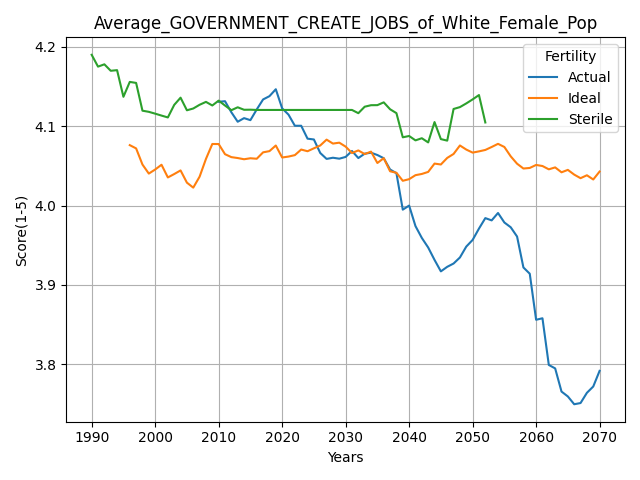 Average_GOVERNMENT_CREATE_JOBS_of_White_Female_Pop
Fertility
Actual
Ideal
Sterile
Score(1-5)
4.2
4.1
4.0
3.9
3.8
1990 2000 2010 2020 2030 2040 2050 2060 2070
Years